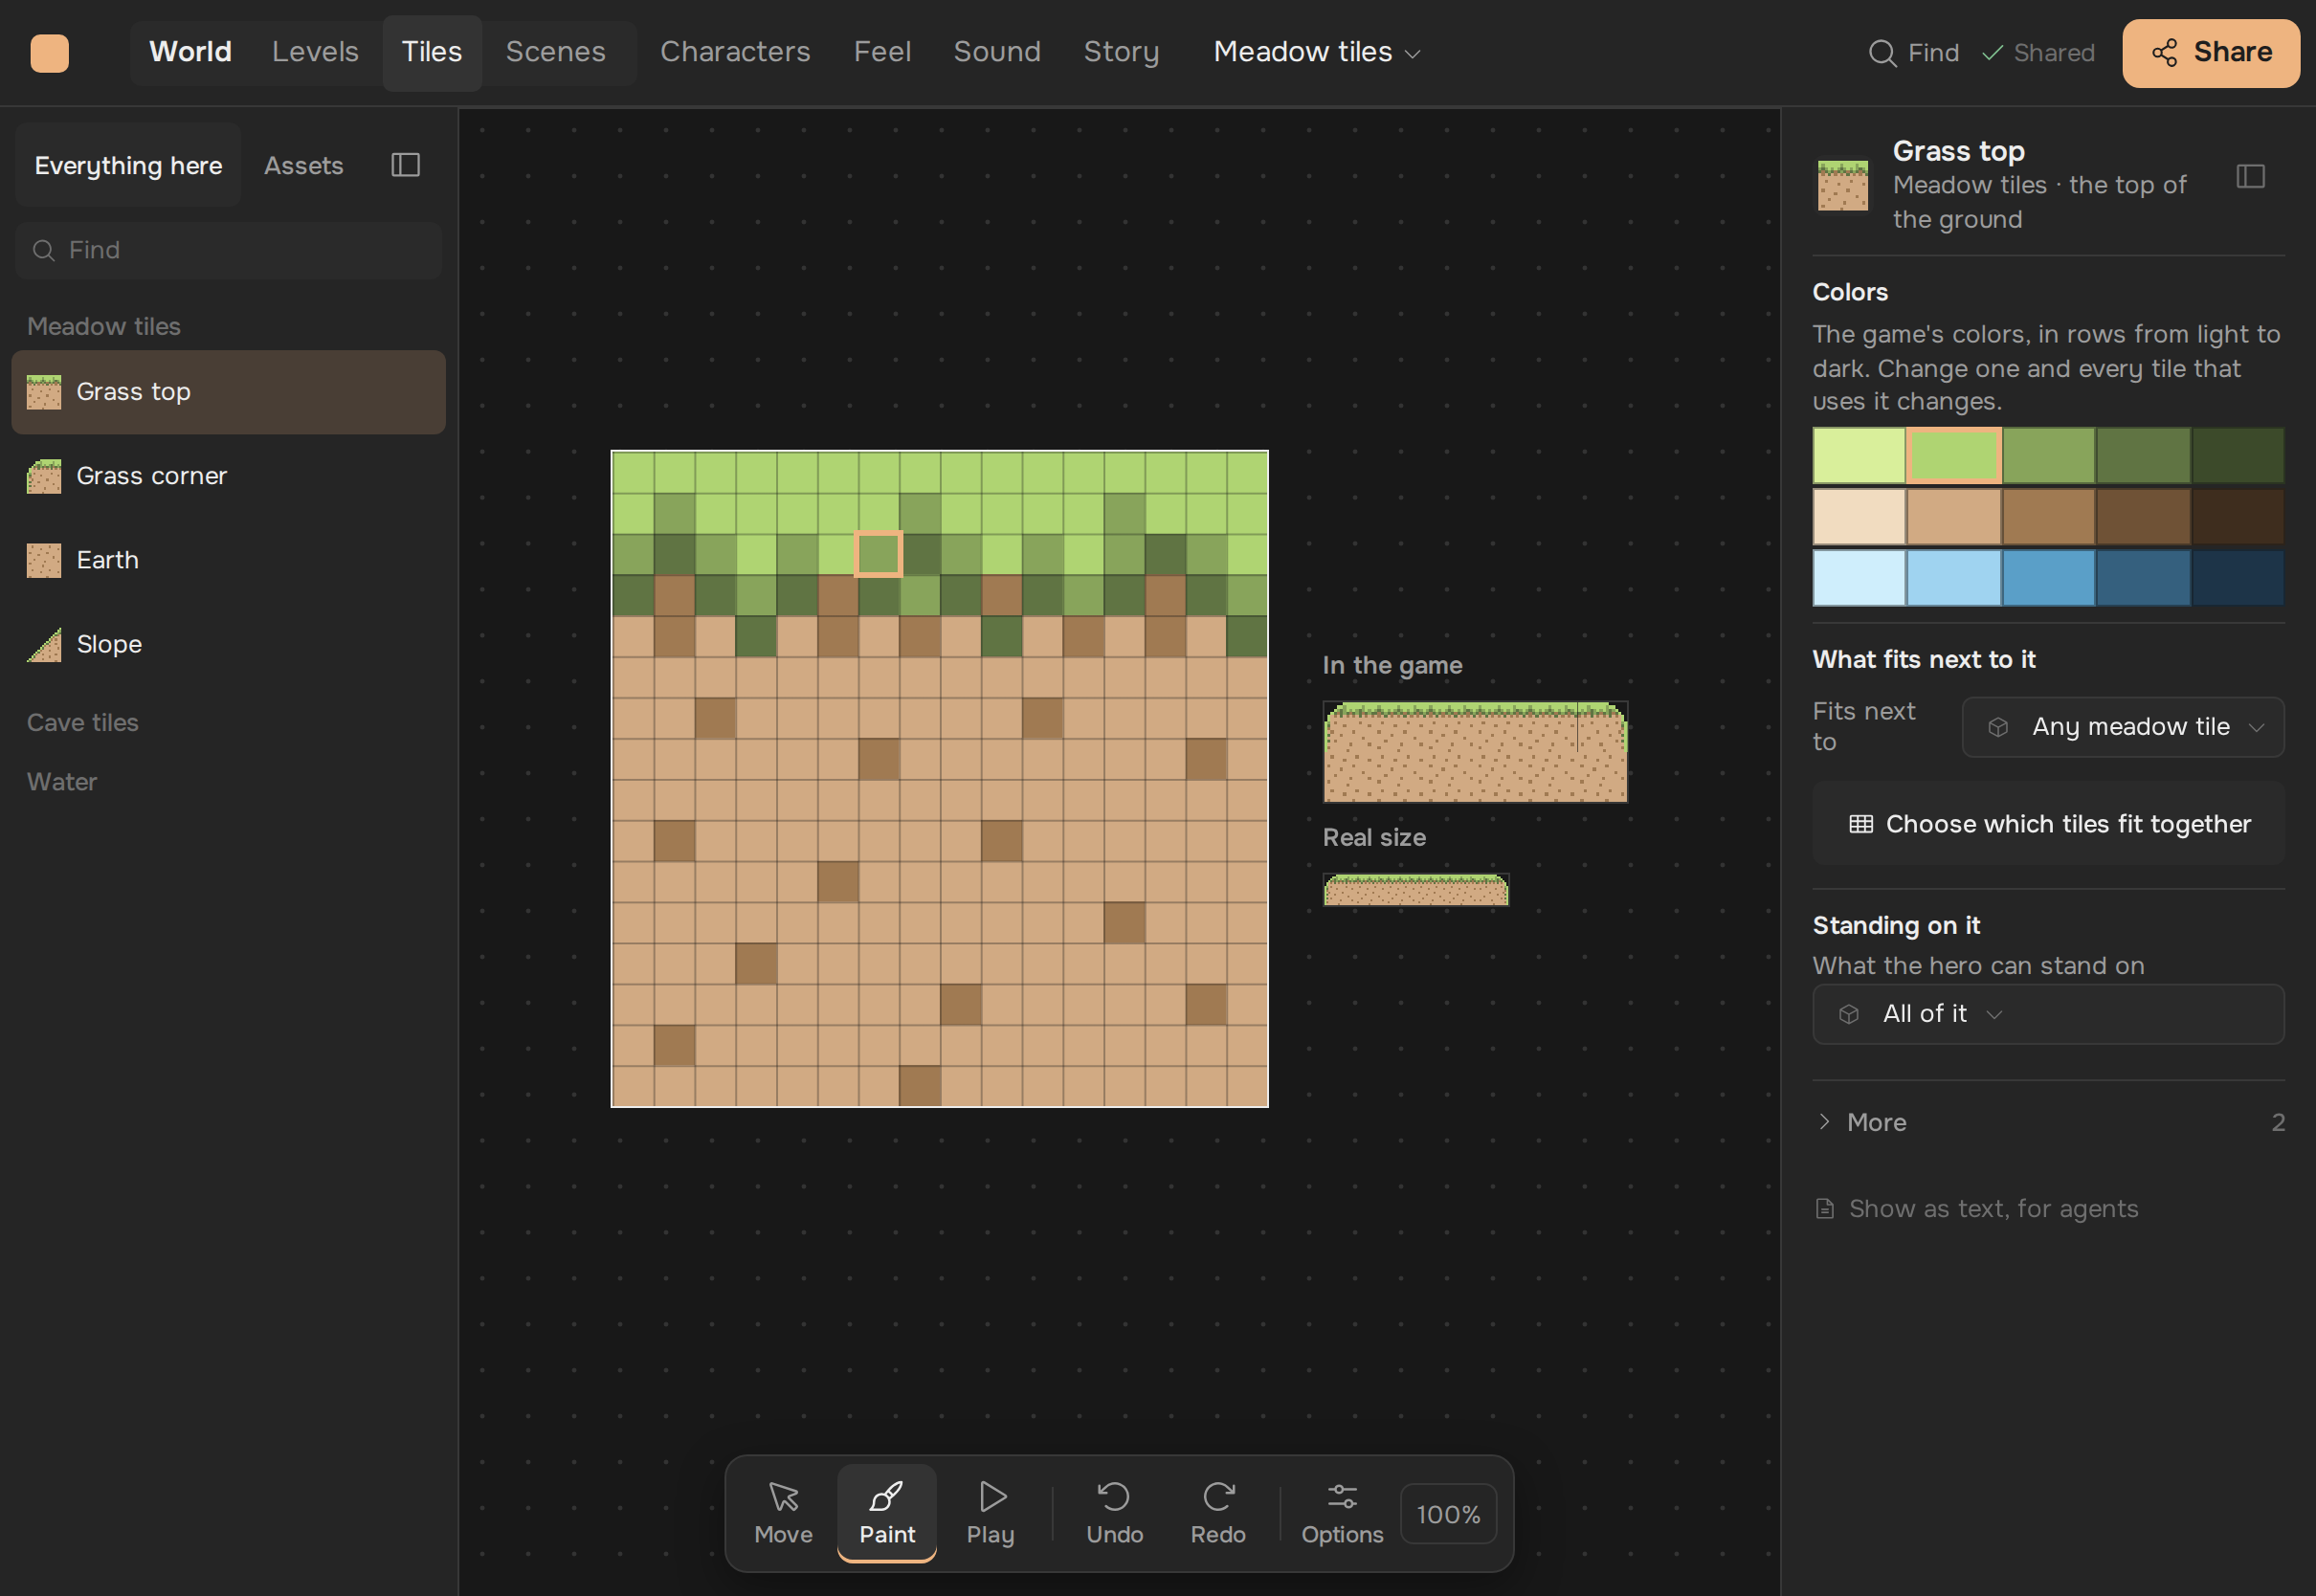 World Levels Tiles Scenes Characters Feel Sound Story Meadow tiles Find Shared Share
Everything here Assets
Find
Meadow tiles
Grass top
Grass corner
Earth
Slope
Cave tiles
Water
In the game
Real size
Move Paint Play Undo Redo Options 100%
Grass top
Meadow tiles · the top of
the ground
Colors
The game's colors, in rows from light to
dark. Change one and every tile that
uses it changes.
What fits next to it
Fits next
to
Any meadow tile
Choose which tiles fit together
Standing on it
What the hero can stand on
All of it
More 2
Show as text, for agents